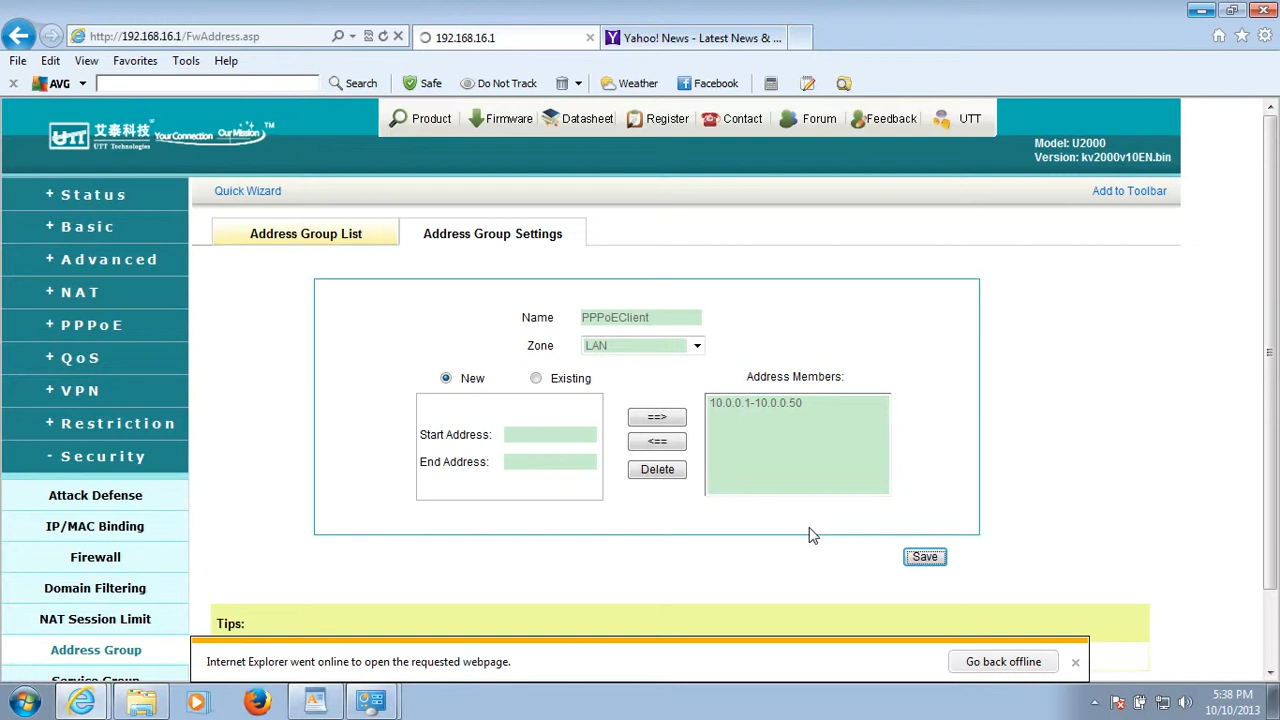 http://192.168.16.1/FwAddress.asp
192.168.16.1
Yahoo! News - Latest News & ...
File Edit View Favorites Tools Help
AVG
Search
Safe
Do Not Track
Weather
Facebook
UTT
艾泰科技
UTT Technologies
Your Connection Our Mission
TM
Product
Firmware
Datasheet
Register
Contact
Forum
Feedback
UTT
Model: U2000
Version: kv2000v10EN.bin
+ Status
+ Basic
+ Advanced
+ NAT
+ PPPoE
+ QoS
+ VPN
+ Restriction
- Security
Attack Defense
IP/MAC Binding
Firewall
Domain Filtering
NAT Session Limit
Address Group
Service Group
Quick Wizard
Add to Toolbar
Address Group List
Address Group Settings
Name PPPoEClient
Zone LAN
New Existing
Address Members:
Start Address:
End Address:
==>
<==
Delete
10.0.0.1-10.0.0.50
Save
Tips:
Internet Explorer went online to open the requested webpage.
Go back offline
5:38 PM
10/10/2013